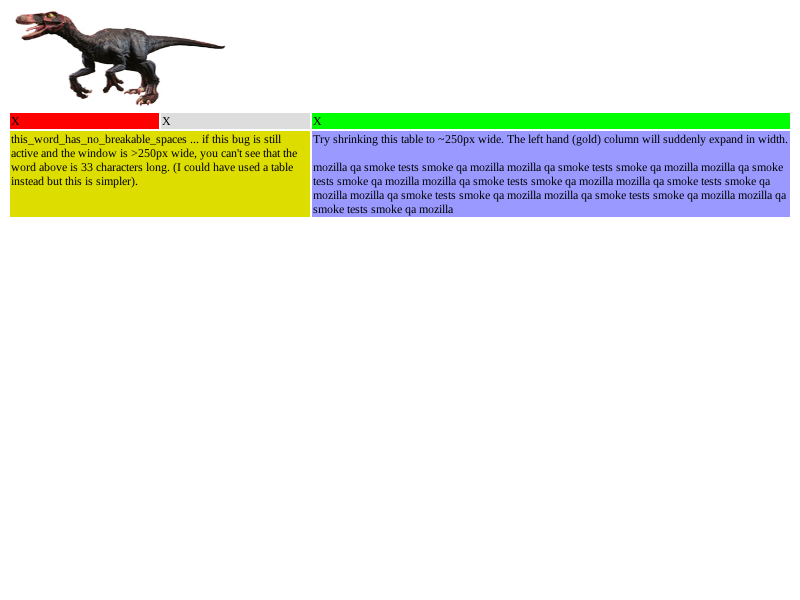 X
X
X
this_word_has_no_breakable_spaces ... if this bug is still
active and the window is >250px wide, you can't see that the
word above is 33 characters long. (I could have used a table
instead but this is simpler).
Try shrinking this table to ~250px wide. The left hand (gold) column will suddenly expand in width.
mozilla qa smoke tests smoke qa mozilla mozilla qa smoke tests smoke qa mozilla mozilla qa smoke
tests smoke qa mozilla mozilla qa smoke tests smoke qa mozilla mozilla qa smoke tests smoke qa
mozilla mozilla qa smoke tests smoke qa mozilla mozilla qa smoke tests smoke qa mozilla mozilla qa
smoke tests smoke qa mozilla